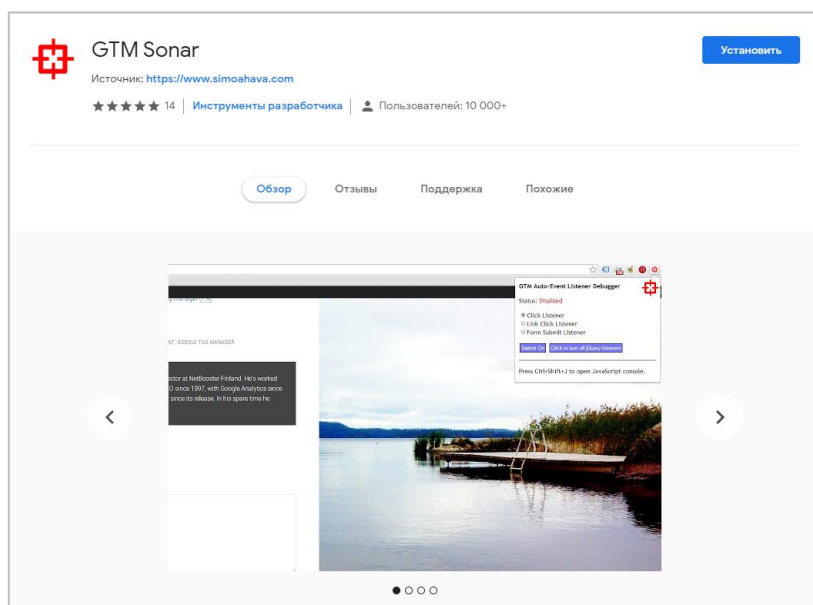 GTM Sonar
Установить
Источник: https://www.simoahava.com
14 Инструменты разработчика Пользователей: 10 000+
Обзор Отзывы Поддержка Похожие
GTM Auto-Event Listener Debugger
Status: Disabled
Click Listener
Link Click Listener
Form Submit Listener
Switch On Click to turn off jQuery listeners
Press Ctrl+Shift+J to open JavaScript console.
NT, GOOGLE TAG MANAGER
ctor at NetBooster Finland. He's worked
O since 1997, with Google Analytics since
r since its release. In his spare time he